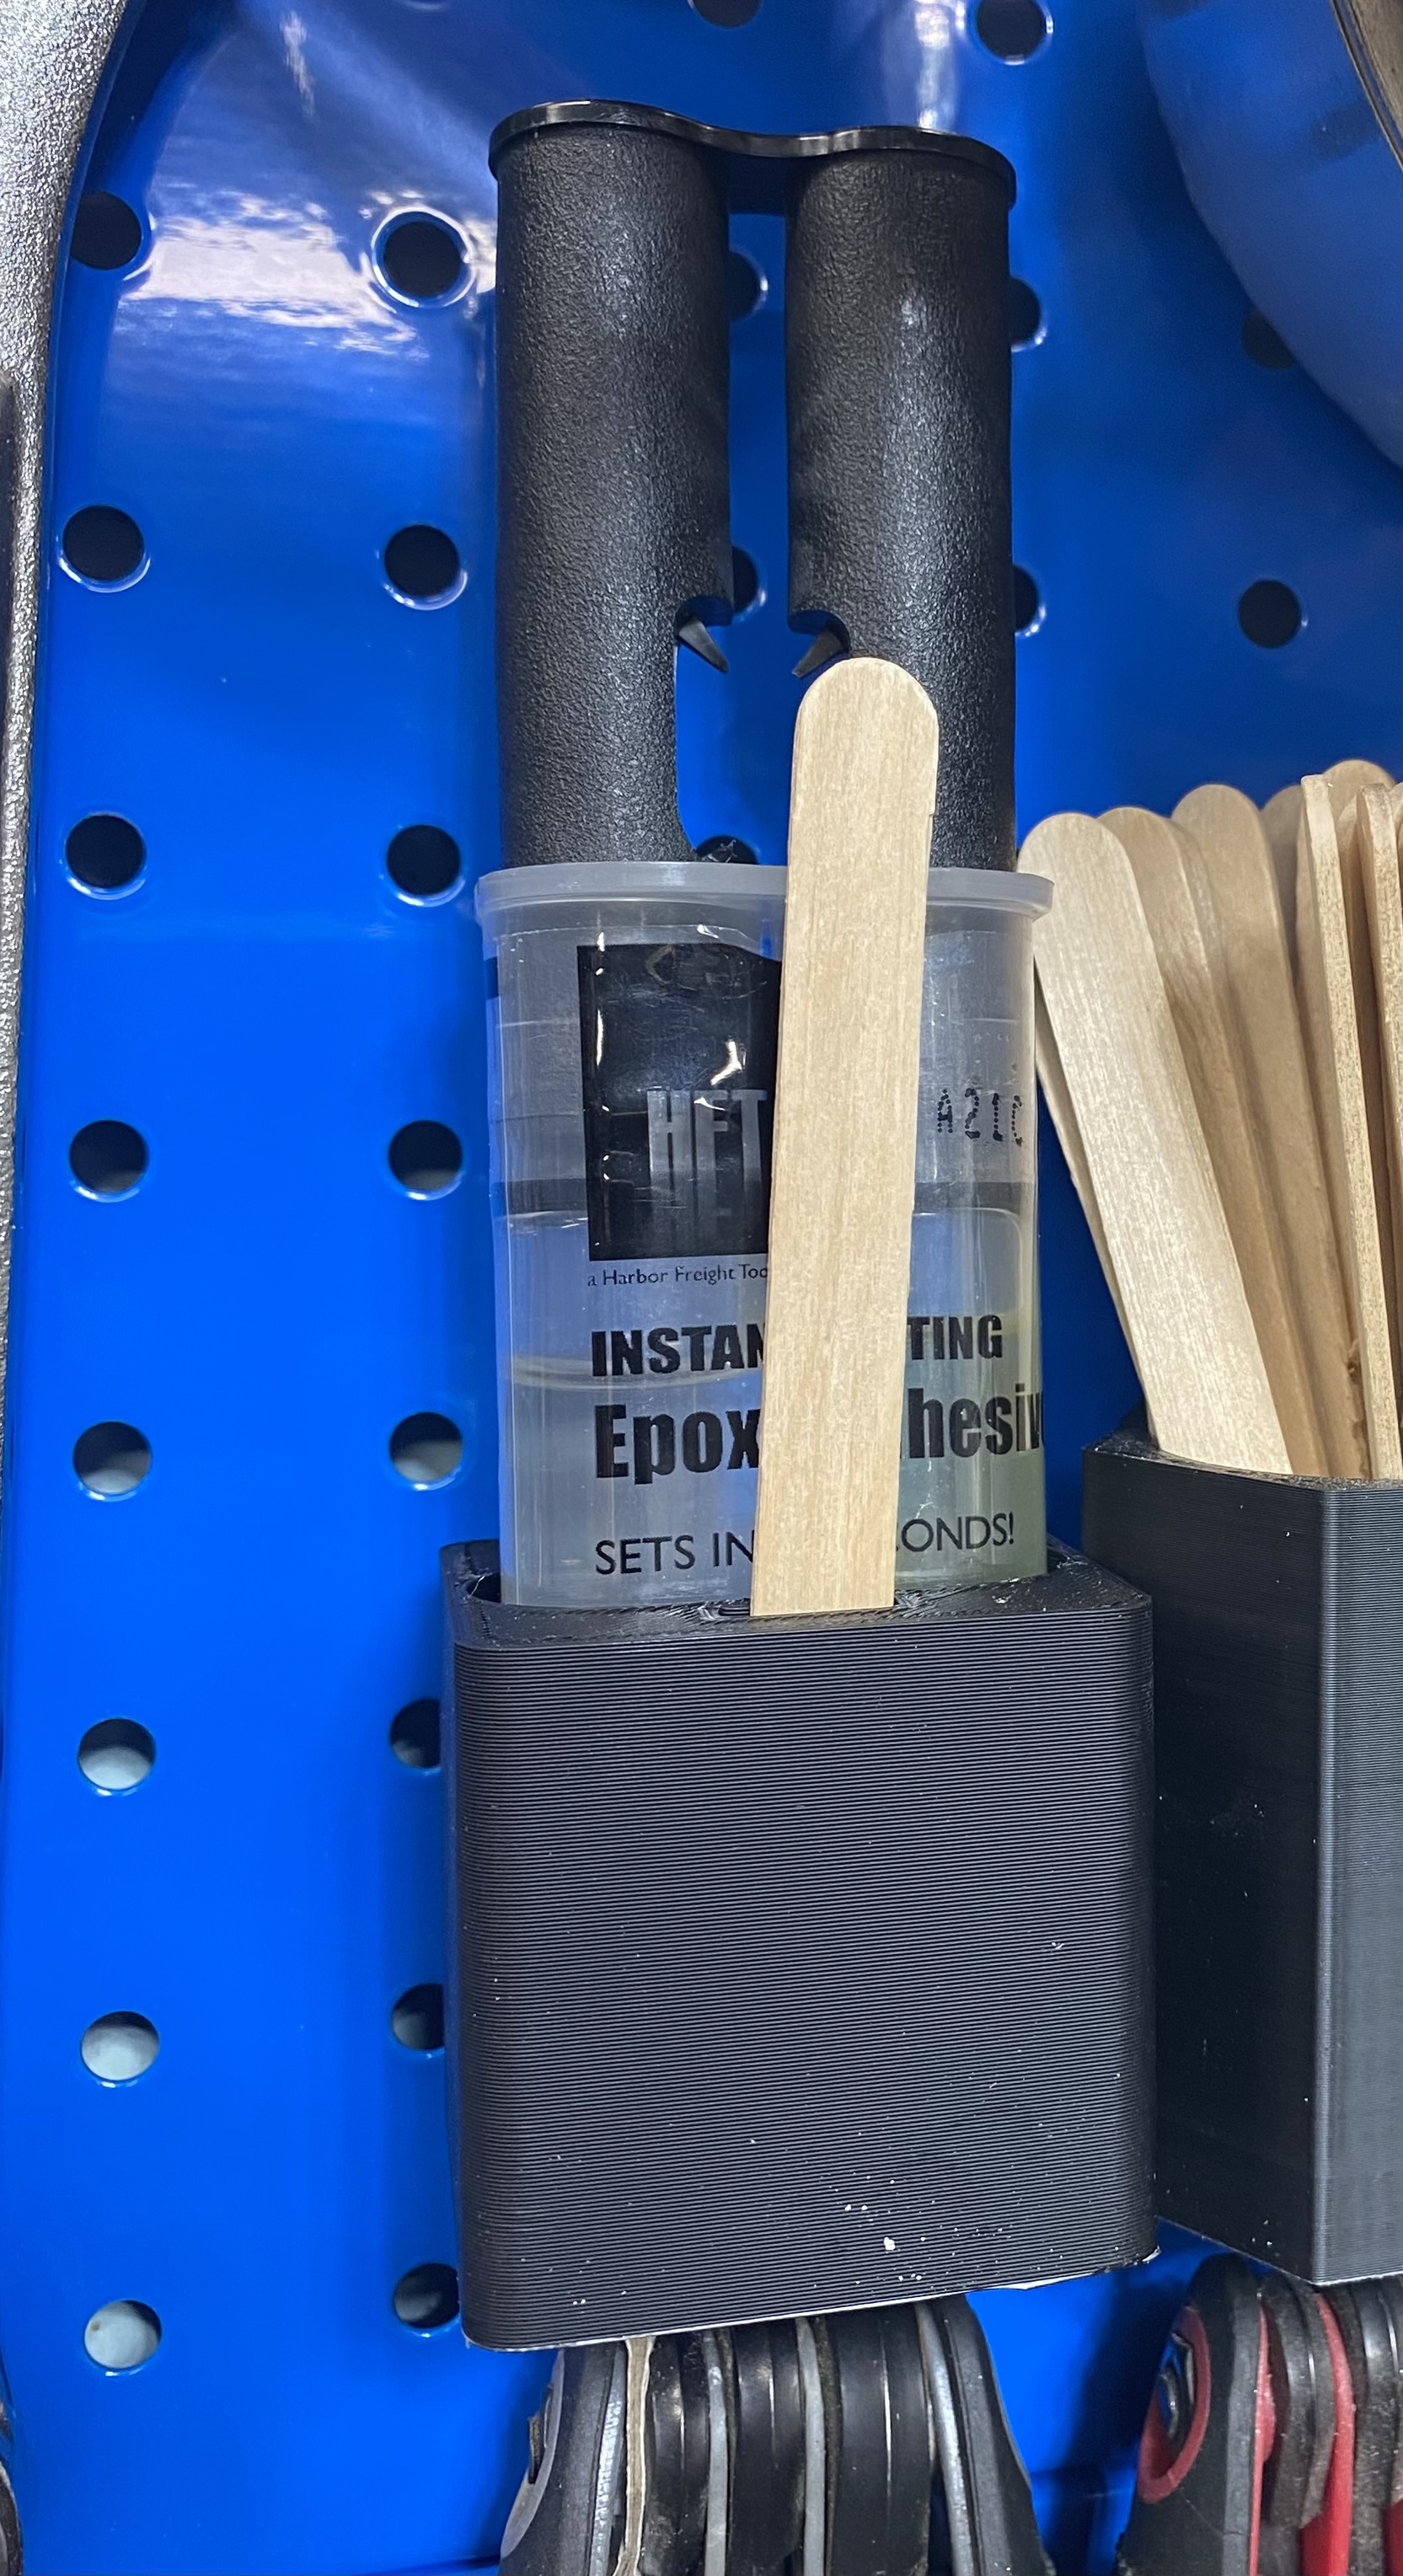 HFT
A21C
a Harbor Freight Too
INSTAN TING
Epox hesiv
SETS IN ONDS!